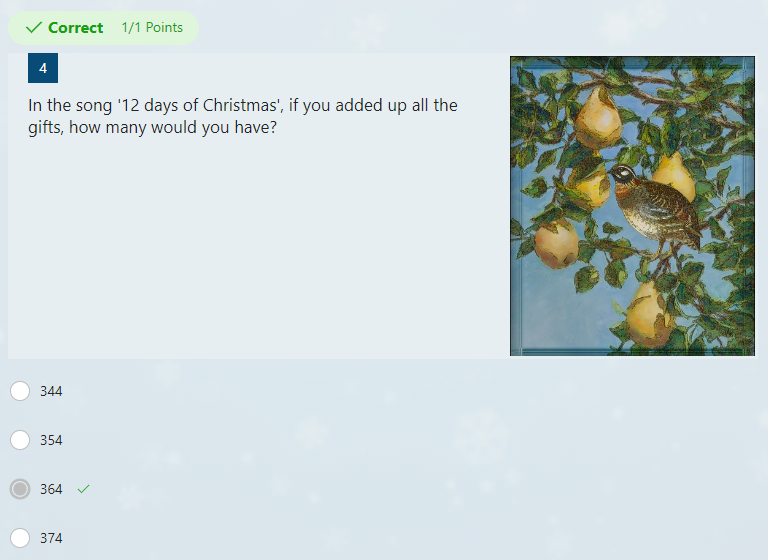 Correct 1/1 Points
4
In the song '12 days of Christmas', if you added up all the
gifts, how many would you have?
344
354
364
374